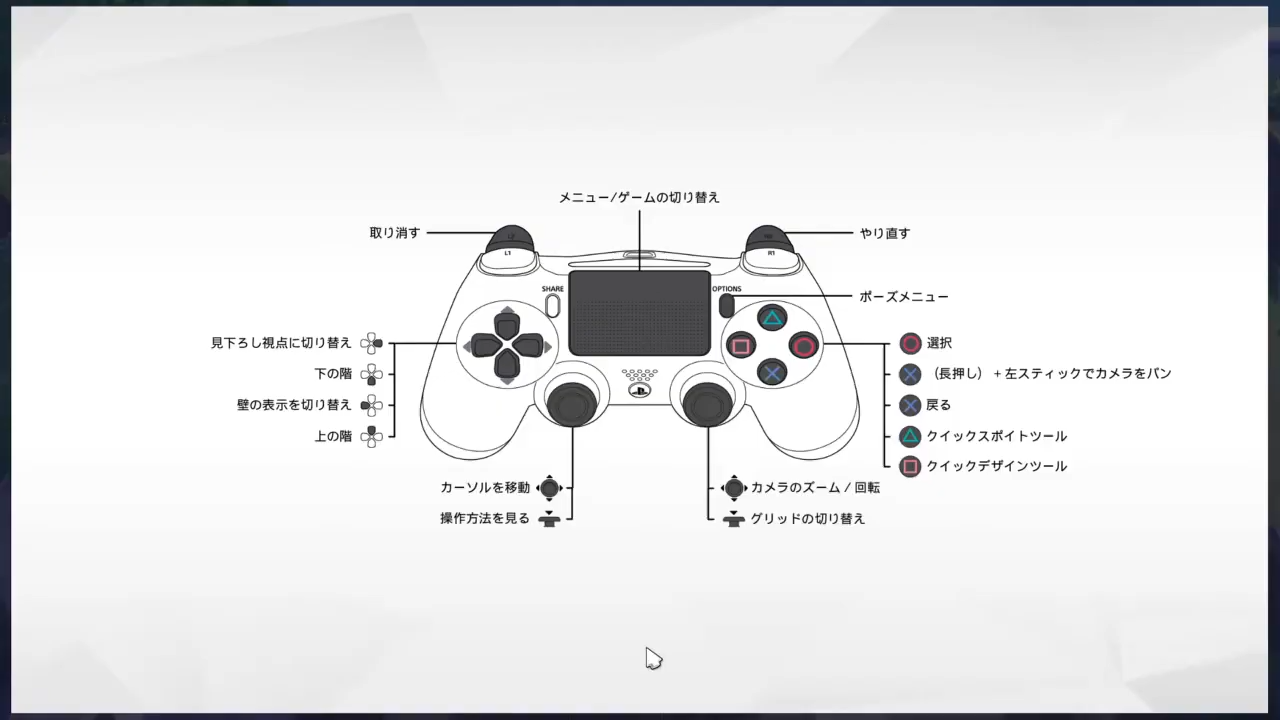 メニュー/ゲームの切り替え
取り消す
やり直す
L2
R2
L1
R1
SHARE
OPTIONS
ポーズメニュー
見下ろし視点に切り替え
下の階
壁の表示を切り替え
上の階
選択
（長押し）＋左スティックでカメラをパン
戻る
クイックスポイトツール
クイックデザインツール
カーソルを移動
操作方法を見る
カメラのズーム / 回転
グリッドの切り替え